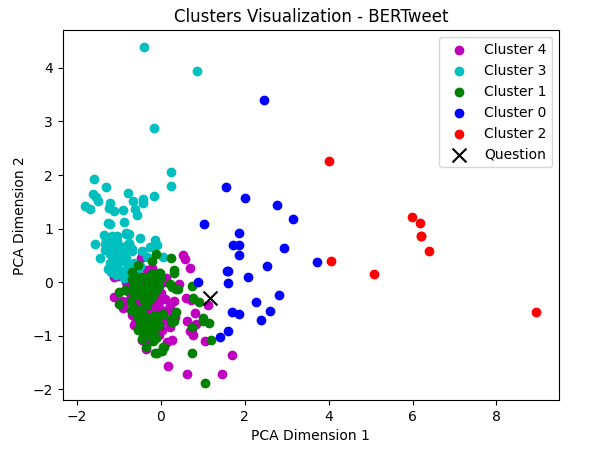 Clusters Visualization - BERTweet
Cluster 4
Cluster 3
Cluster 1
Cluster 0
Cluster 2
Question
PCA Dimension 2
4
3
2
1
0
−1
−2
−2
0
2
4
6
8
PCA Dimension 1